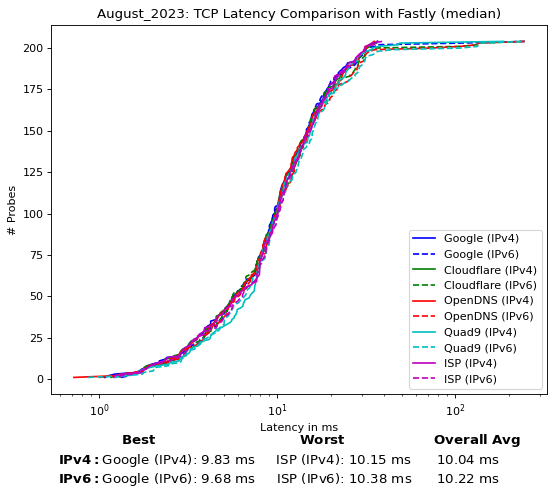 August_2023: TCP Latency Comparison with Fastly (median)
200
175
150
125
100
75
50
25
0
# Probes
Google (IPv4)
Google (IPv6)
Cloudflare (IPv4)
Cloudflare (IPv6)
OpenDNS (IPv4)
OpenDNS (IPv6)
Quad9 (IPv4)
Quad9 (IPv6)
ISP (IPv4)
ISP (IPv6)
10⁰ 10¹ 10²
Latency in ms
Best Worst Overall Avg
IPv4: Google (IPv4): 9.83 ms ISP (IPv4): 10.15 ms 10.04 ms
IPv6: Google (IPv6): 9.68 ms ISP (IPv6): 10.38 ms 10.22 ms